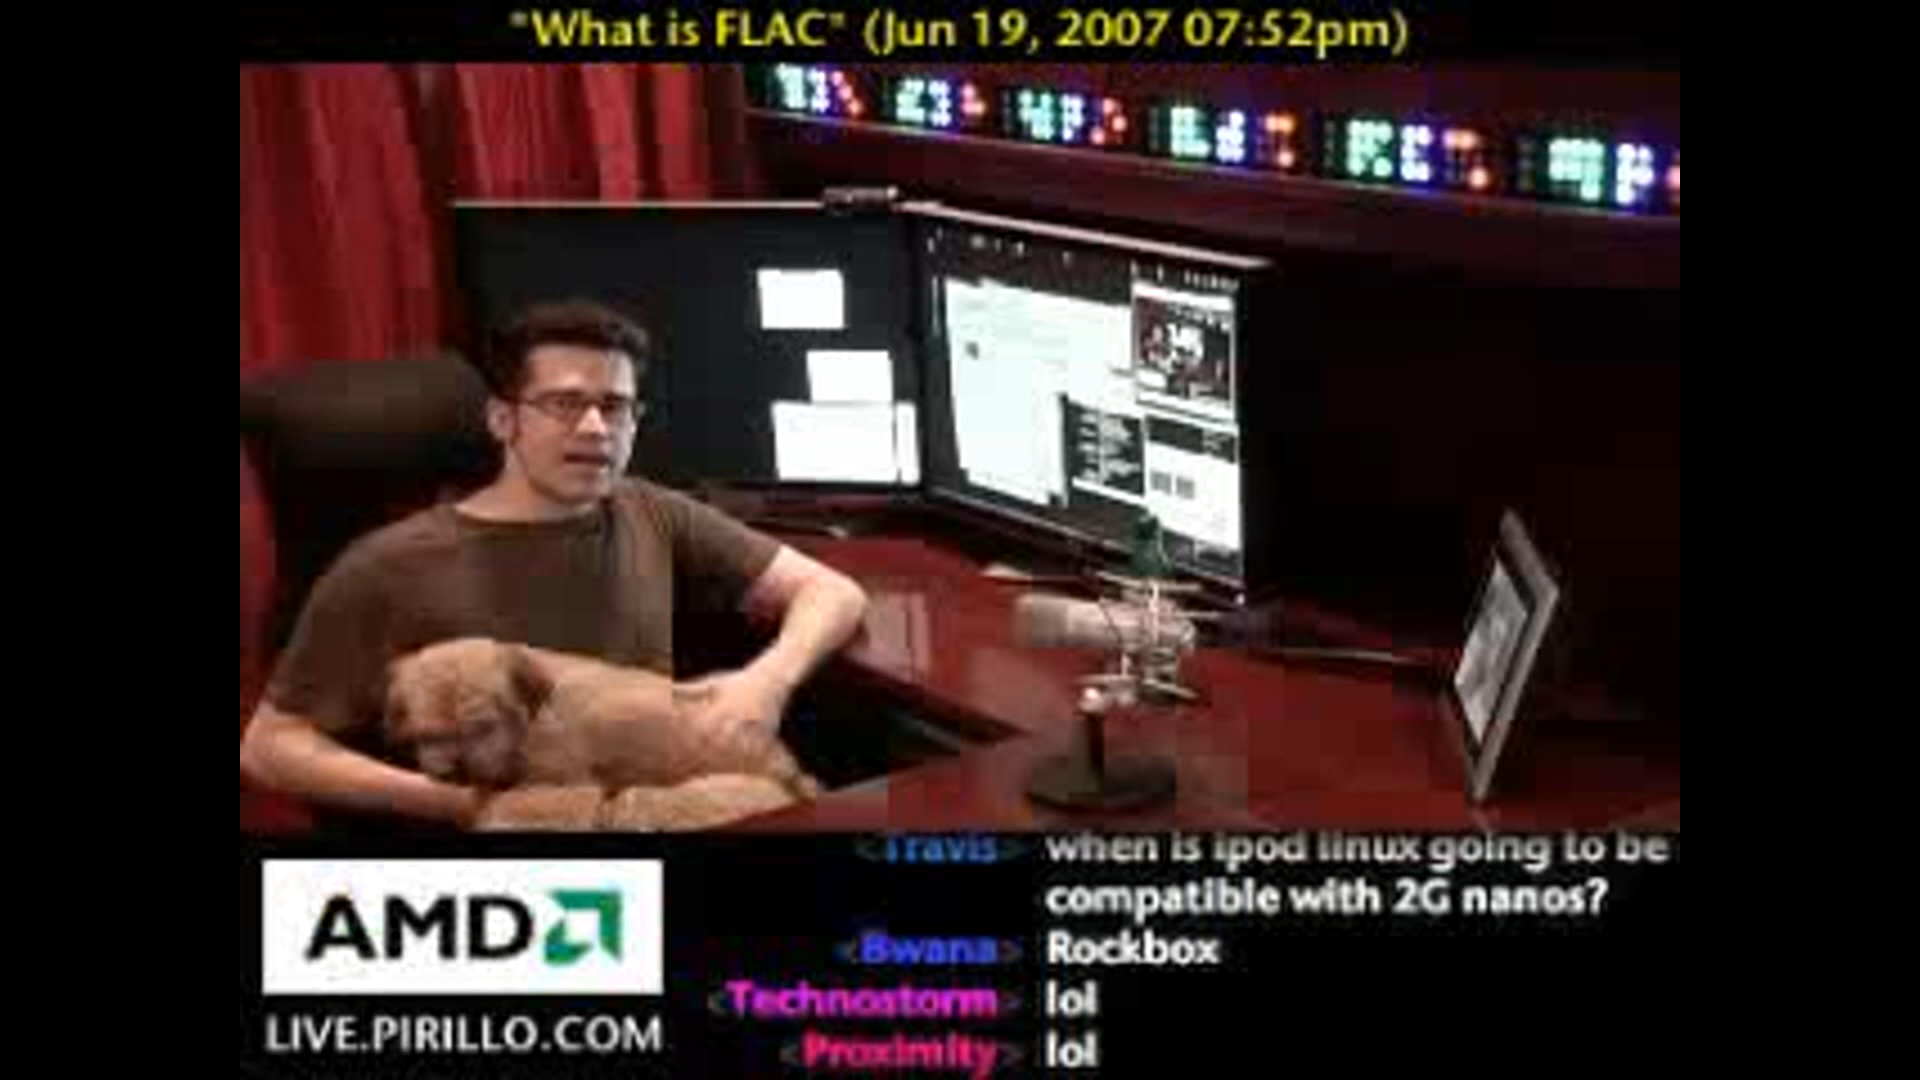 "What is FLAC" (Jun 19, 2007 07:52pm)
<Travis> when is ipod linux going to be
compatible with 2G nanos?
<Bwana> Rockbox
<Technostorm> lol
<Proximity> lol
AMD
LIVE.PIRILLO.COM